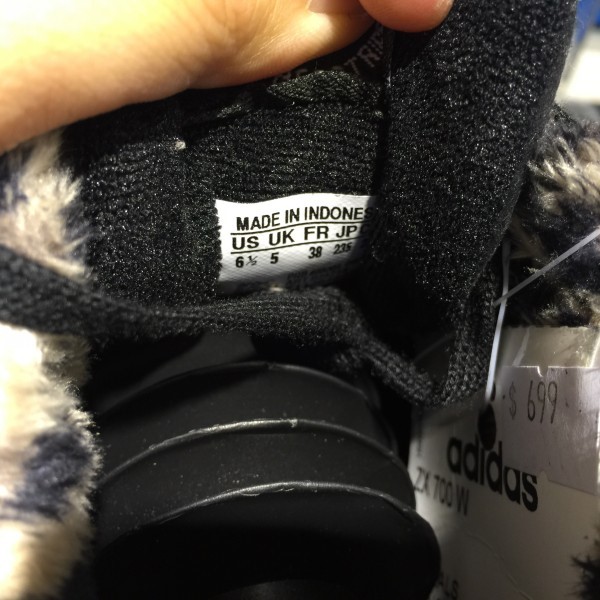 MADE IN INDONES
US UK FR JP
6½ 5 38 235
$ 699
adidas
ZX 700 W